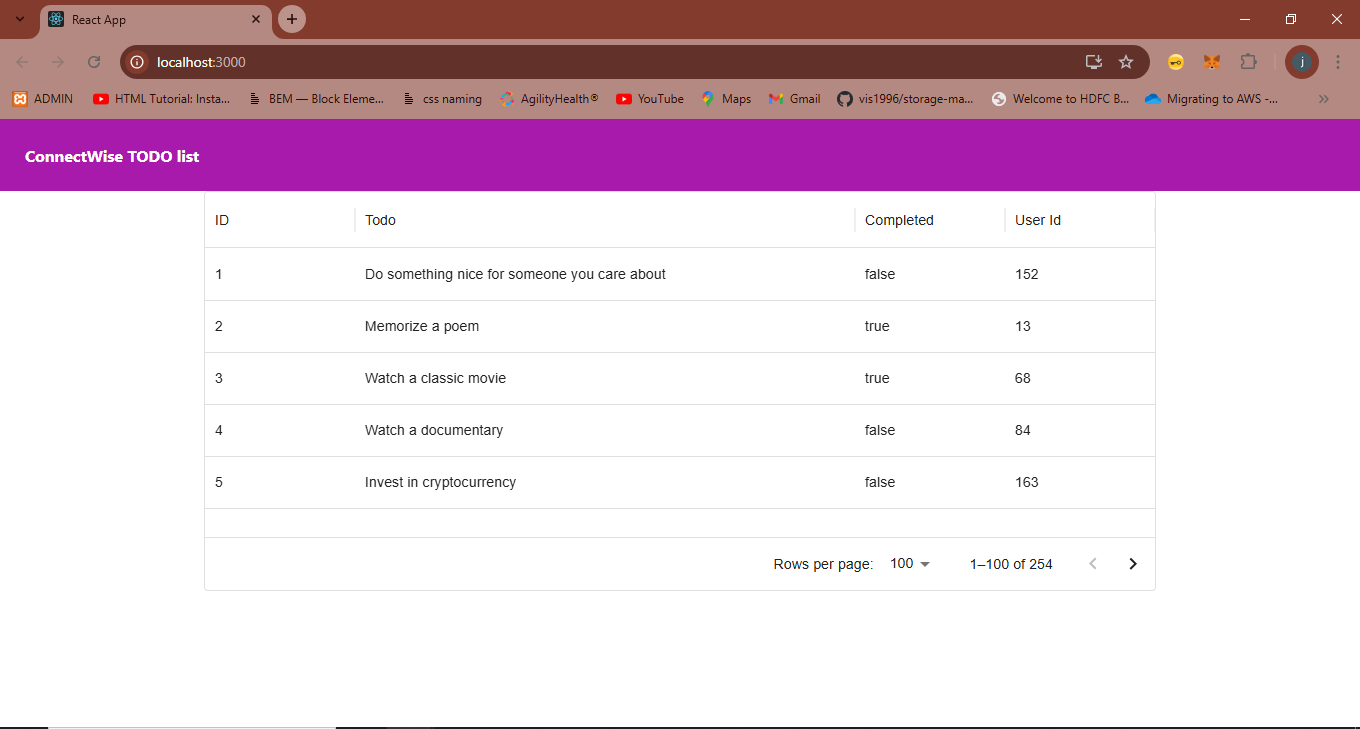 React App
localhost:3000
j
ADMIN HTML Tutorial: Insta... BEM — Block Eleme... css naming AgilityHealth® YouTube Maps Gmail vis1996/storage-ma... Welcome to HDFC B... Migrating to AWS -...
ConnectWise TODO list
ID Todo Completed User Id
1 Do something nice for someone you care about false 152
2 Memorize a poem true 13
3 Watch a classic movie true 68
4 Watch a documentary false 84
5 Invest in cryptocurrency false 163
Rows per page: 100 1–100 of 254